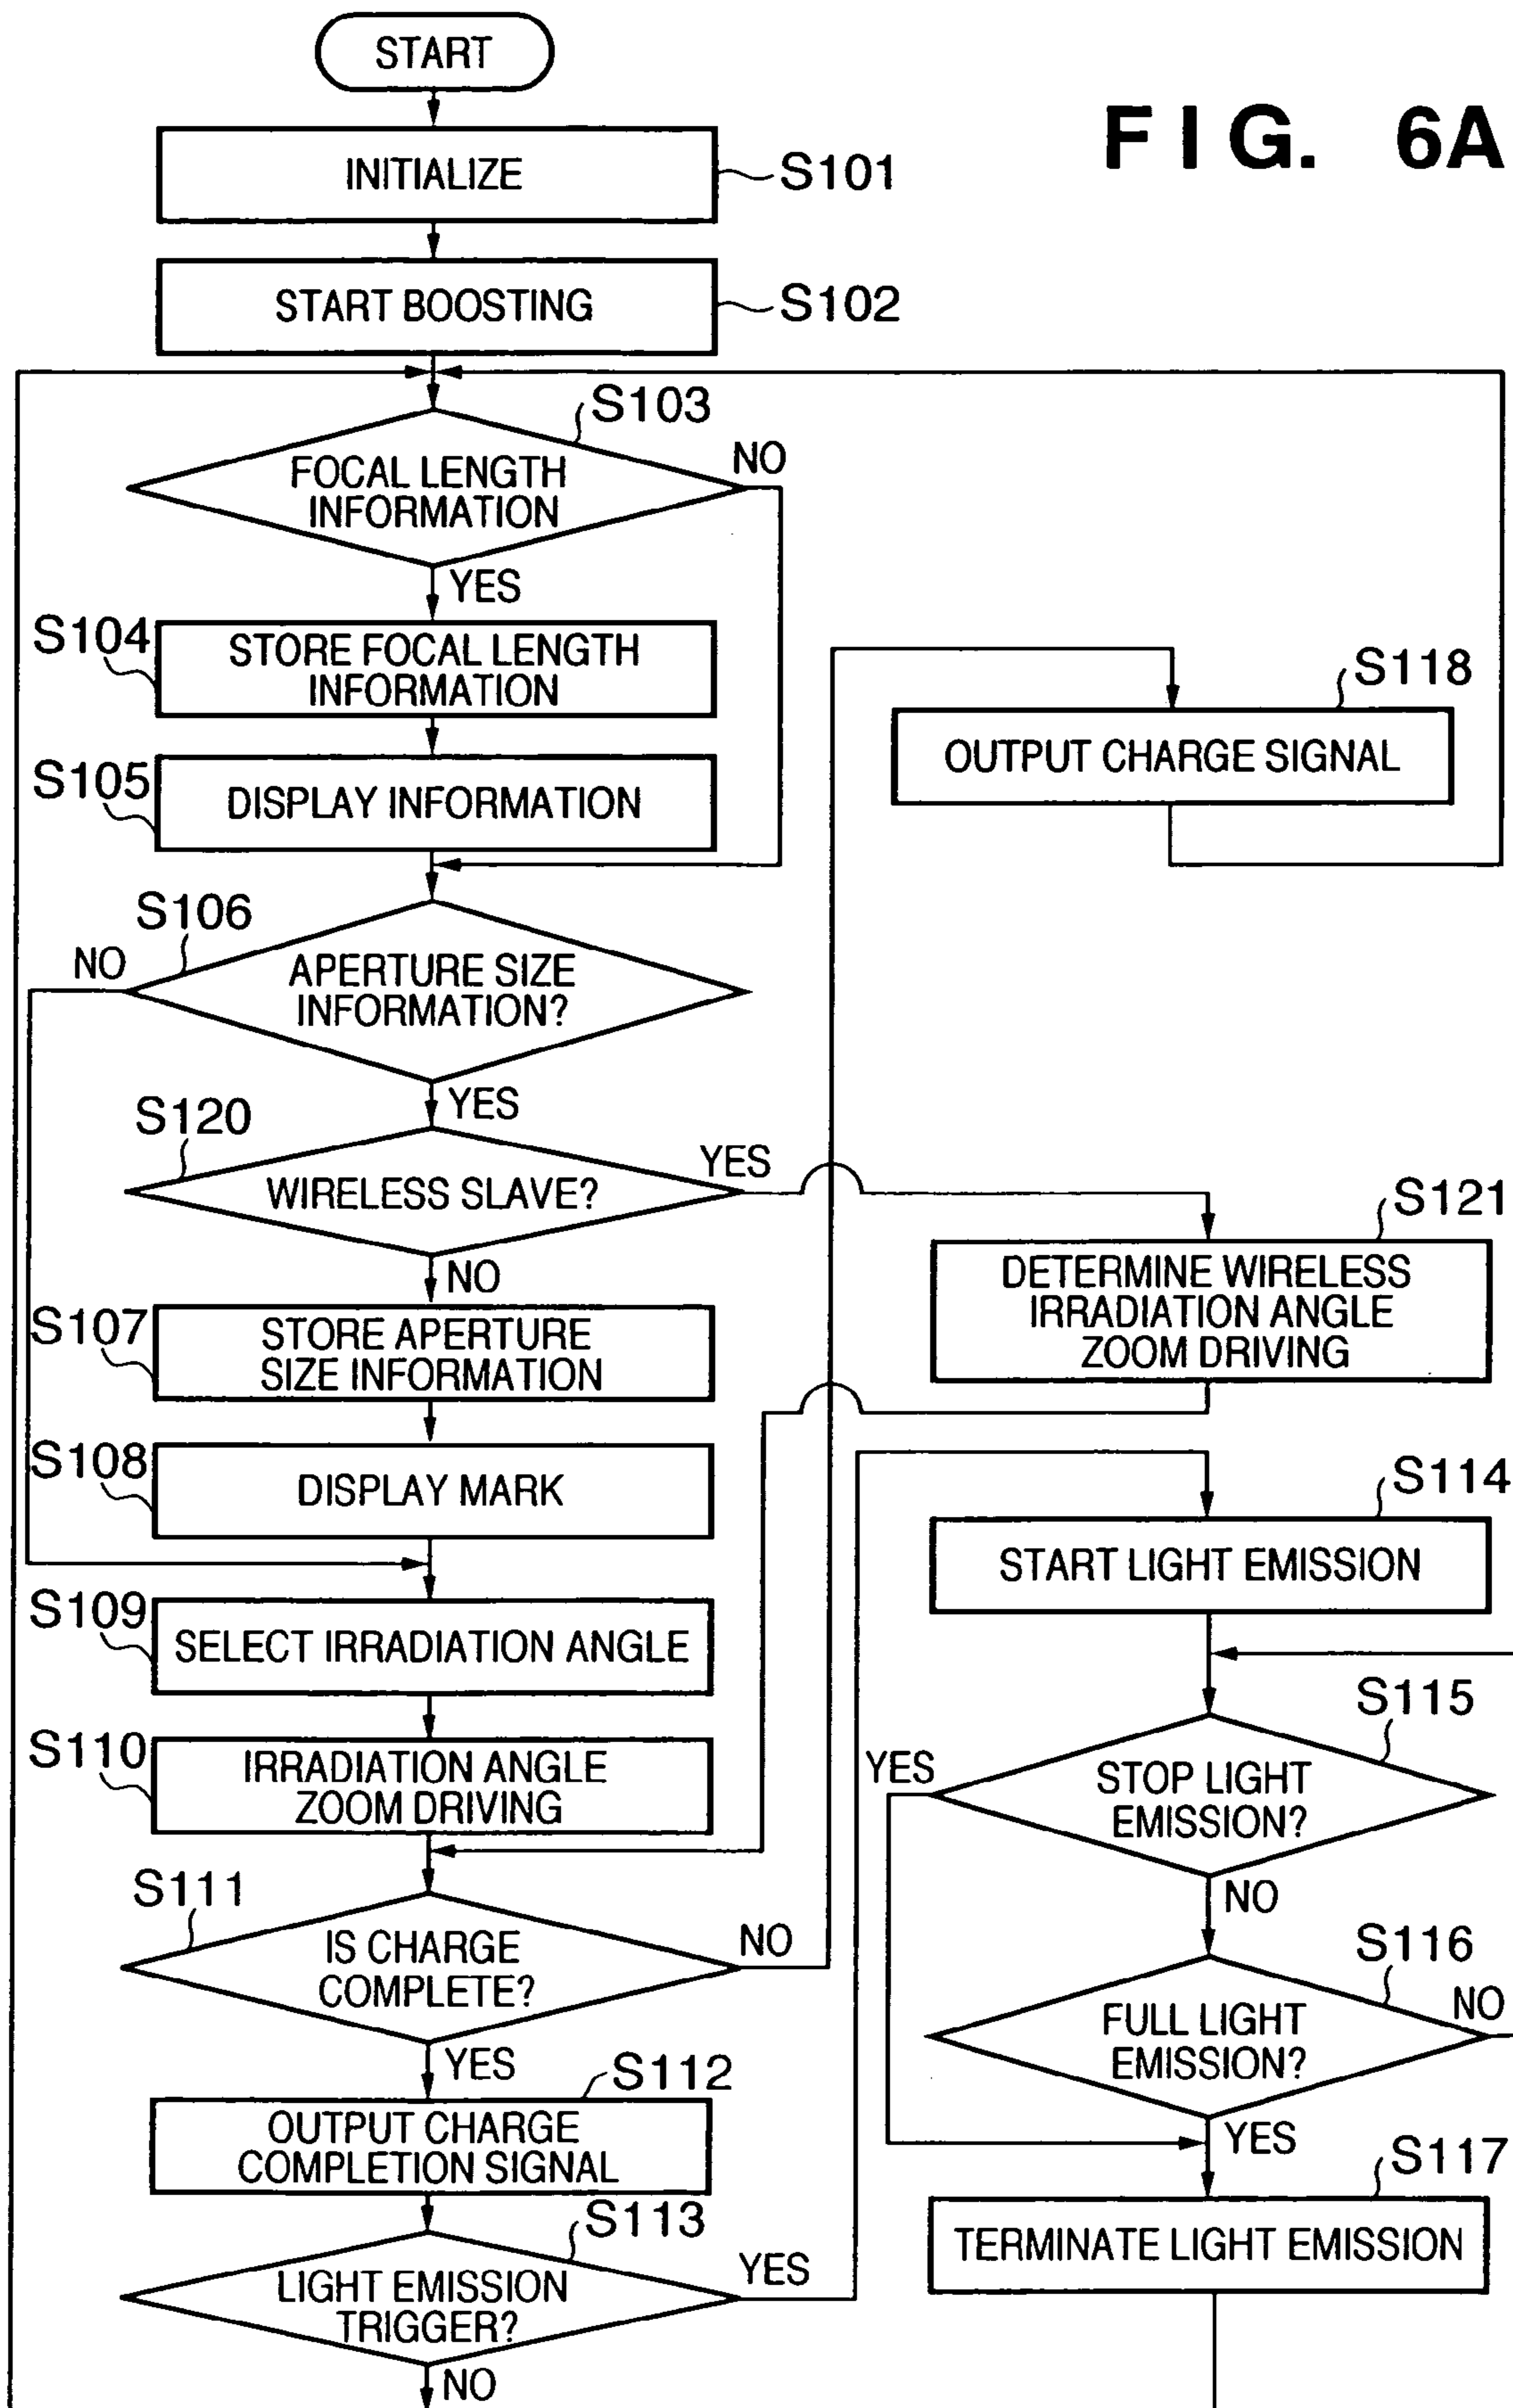 START
FIG. 6A
INITIALIZE
S101
START BOOSTING
S102
S103
FOCAL LENGTH
INFORMATION
NO
YES
S104
STORE FOCAL LENGTH
INFORMATION
S105
DISPLAY INFORMATION
S118
OUTPUT CHARGE SIGNAL
S106
NO
APERTURE SIZE
INFORMATION?
YES
S120
WIRELESS SLAVE?
YES
NO
S121
DETERMINE WIRELESS
IRRADIATION ANGLE
ZOOM DRIVING
S107
STORE APERTURE
SIZE INFORMATION
S108
DISPLAY MARK
S109
SELECT IRRADIATION ANGLE
S110
IRRADIATION ANGLE
ZOOM DRIVING
S111
IS CHARGE
COMPLETE?
NO
YES
S112
OUTPUT CHARGE
COMPLETION SIGNAL
S113
LIGHT EMISSION
TRIGGER?
YES
NO
S114
START LIGHT EMISSION
S115
YES
STOP LIGHT
EMISSION?
NO
S116
FULL LIGHT
EMISSION?
NO
YES
S117
TERMINATE LIGHT EMISSION